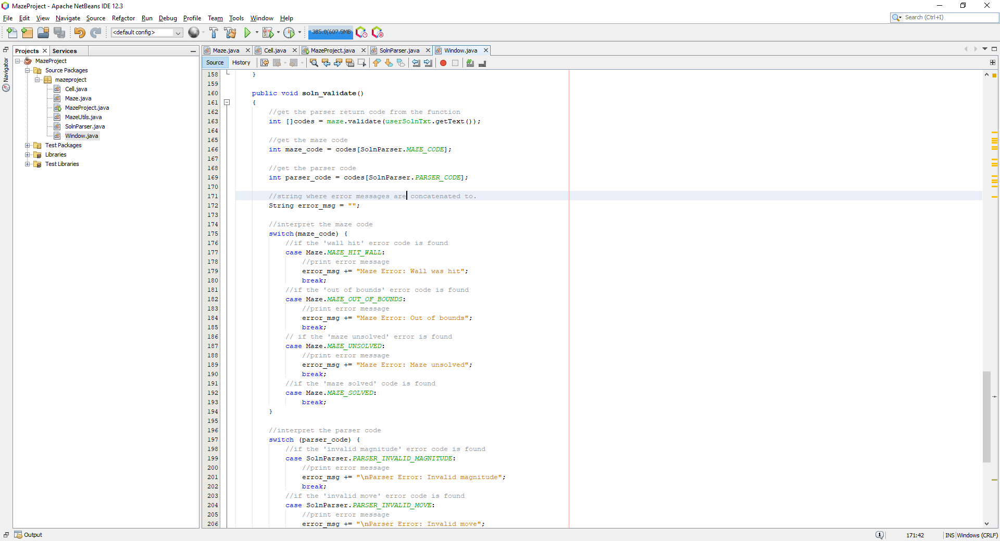 MazeProject - Apache NetBeans IDE 12.3
File Edit View Navigate Source Refactor Run Debug Profile Team Tools Window Help
Search (Ctrl+I)
<default config>
385.0/607.5MB
Projects Services
Navigator
MazeProject
Source Packages
mazeproject
Cell.java
Maze.java
MazeProject.java
MazeUtils.java
SolnParser.java
Window.java
Test Packages
Libraries
Test Libraries
Maze.java Cell.java MazeProject.java SolnParser.java Window.java
Source History
158 }
159
160 public void soln_validate()
161 {
162 //get the parser return code from the function
163 int []codes = maze.validate(userSolnTxt.getText());
164
165 //get the maze code
166 int maze_code = codes[SolnParser.MAZE_CODE];
167
168 //get the parser code
169 int parser_code = codes[SolnParser.PARSER_CODE];
170
171 //string where error messages are concatenated to.
172 String error_msg = "";
173
174 //interpret the maze code
175 switch(maze_code) {
176 //if the 'wall hit' error code is found
177 case Maze.MAZE_HIT_WALL:
178 //print error message
179 error_msg += "Maze Error: Wall was hit";
180 break;
181 //if the 'out of bounds' error code is found
182 case Maze.MAZE_OUT_OF_BOUNDS:
183 //print error message
184 error_msg += "Maze Error: Out of bounds";
185 break;
186 // if the 'maze unsolved' error is found
187 case Maze.MAZE_UNSOLVED:
188 //print error message
189 error_msg += "Maze Error: Maze unsolved";
190 break;
191 //if the 'maze solved' code is found
192 case Maze.MAZE_SOLVED:
193 break;
194 }
195
196 //interpret the parser code
197 switch (parser_code) {
198 //if the 'invalid magnitude' error code is found
199 case SolnParser.PARSER_INVALID_MAGNITUDE:
200 //print error message
201 error_msg += "\nParser Error: Invalid magnitude";
202 break;
203 //if the 'invalid move' error code is found
204 case SolnParser.PARSER_INVALID_MOVE:
205 //print error message
206 error_msg += "\nParser Error: Invalid move";
Output
1
171:42
INS
Windows (CRLF)